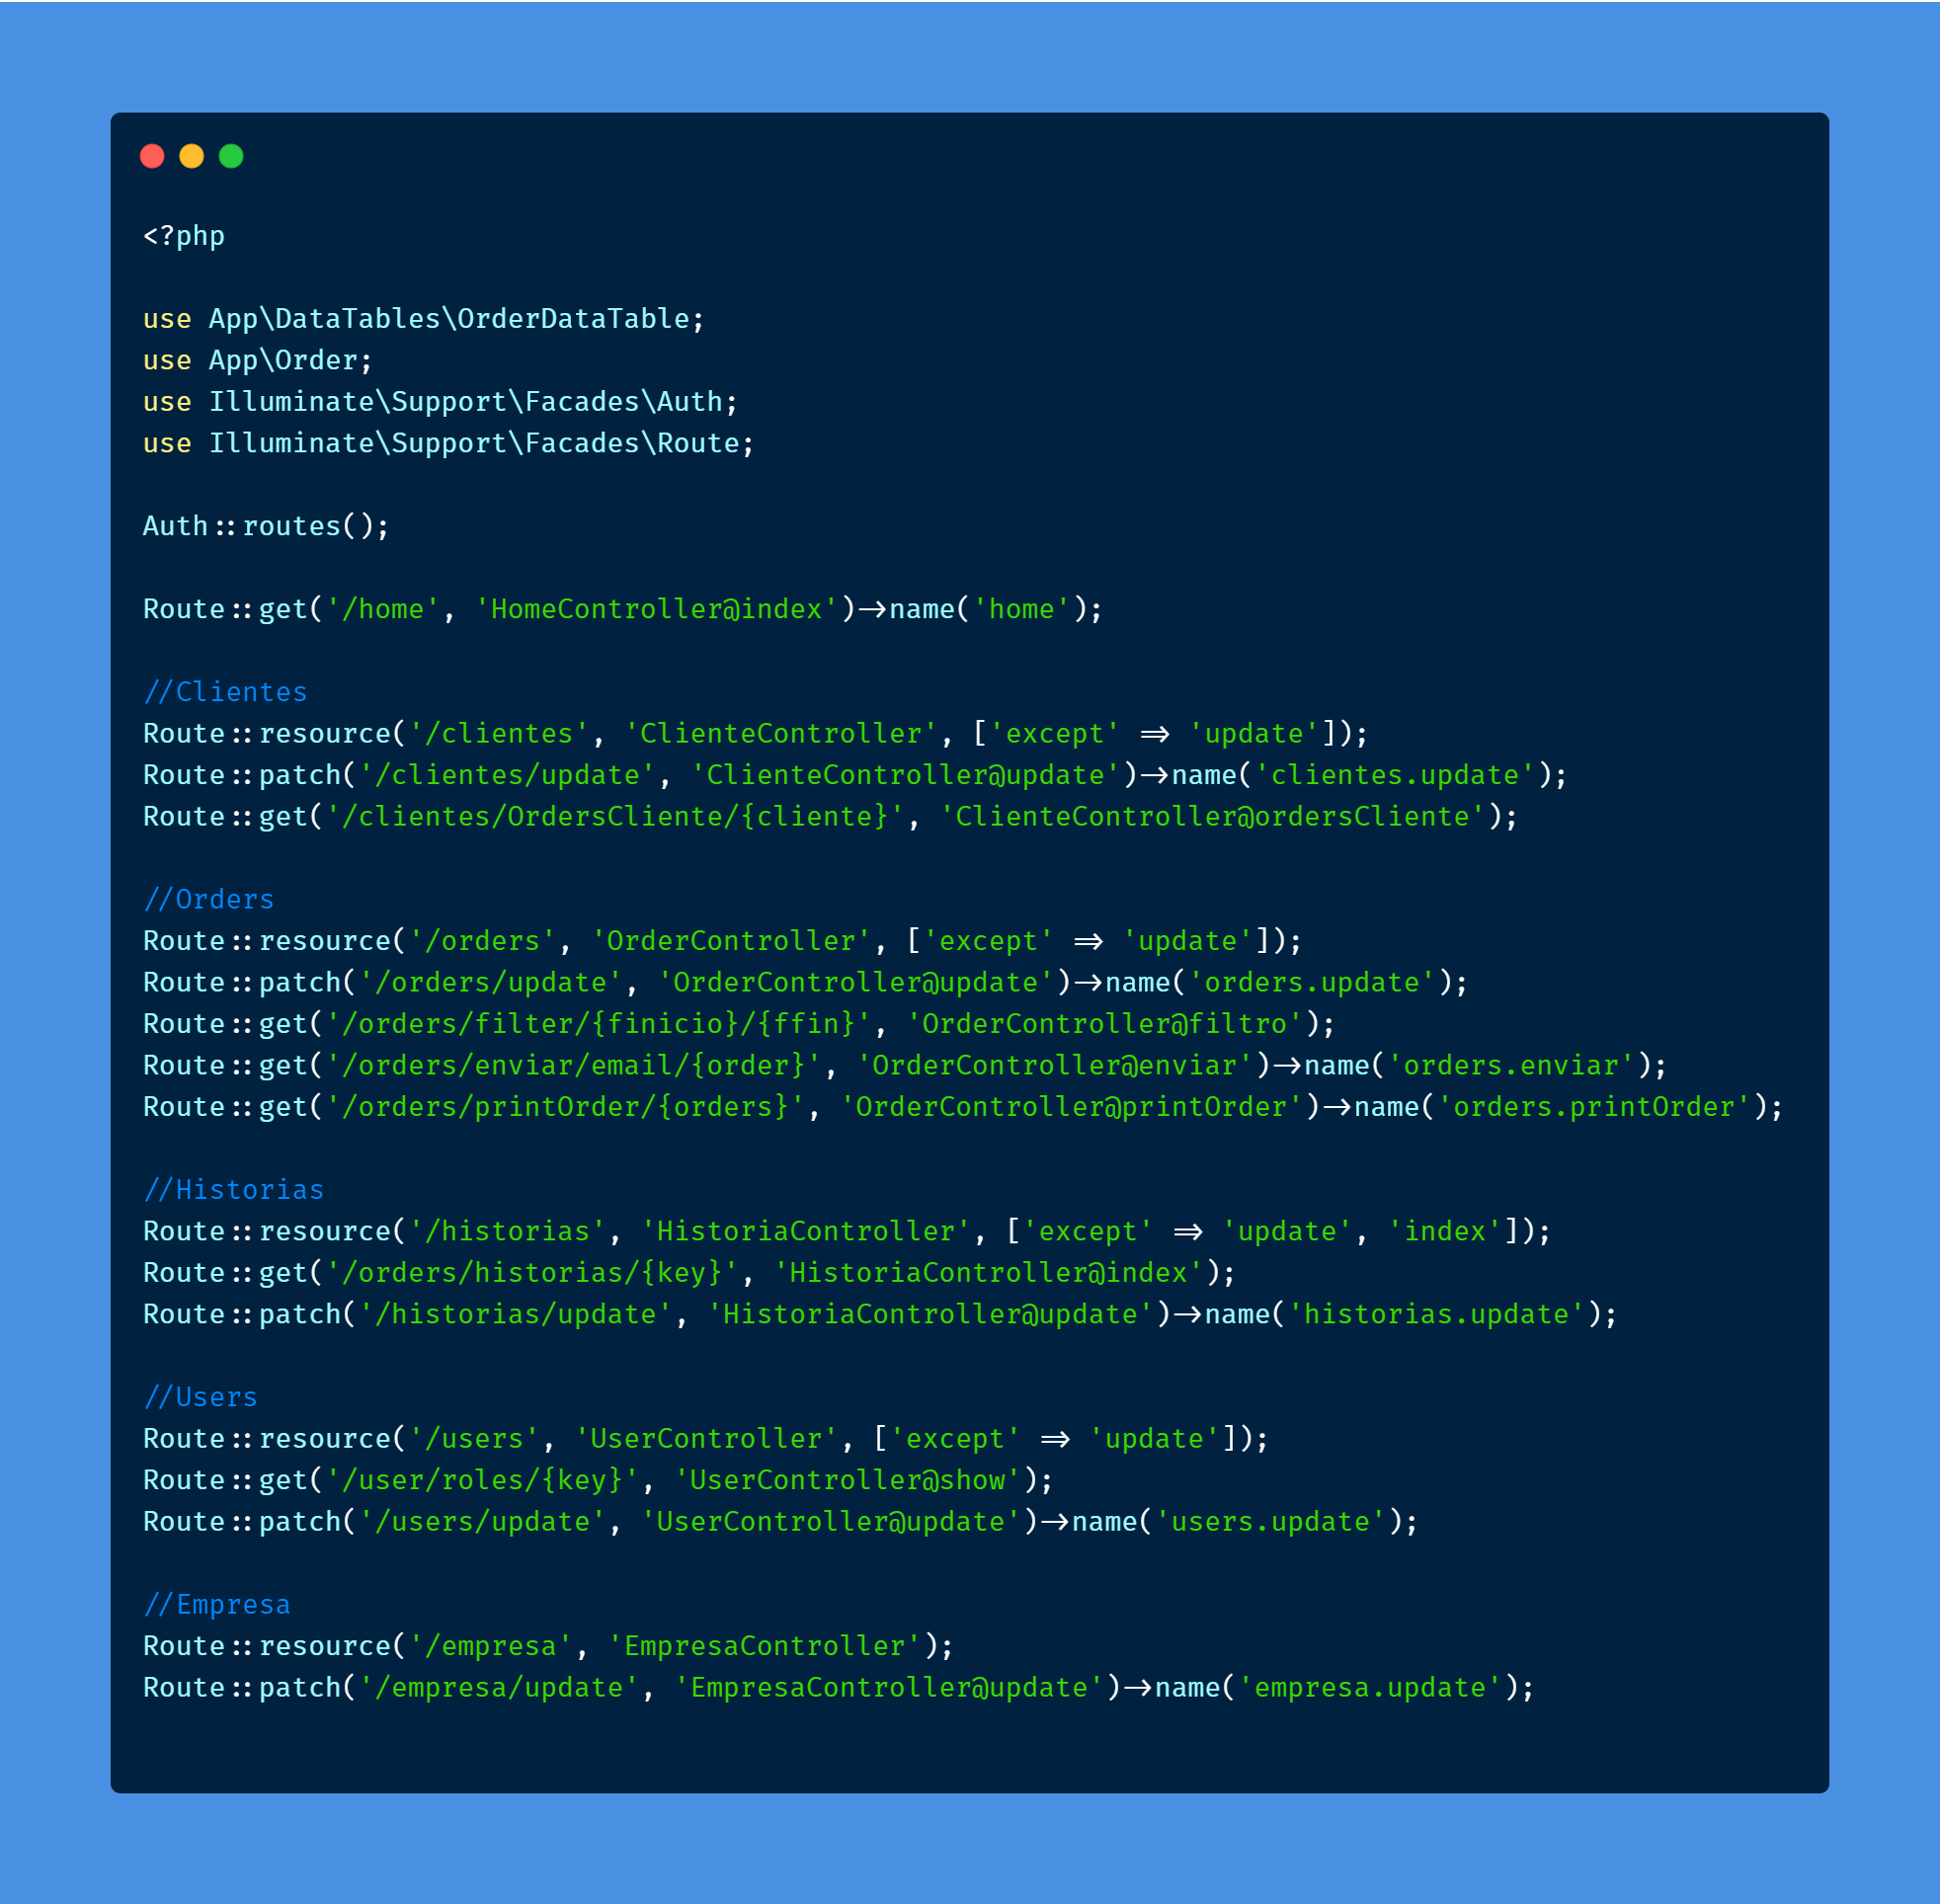 <?php
use App\DataTables\OrderDataTable;
use App\Order;
use Illuminate\Support\Facades\Auth;
use Illuminate\Support\Facades\Route;
Auth::routes();
Route::get('/home', 'HomeController@index')->name('home');
//Clientes
Route::resource('/clientes', 'ClienteController', ['except' => 'update']);
Route::patch('/clientes/update', 'ClienteController@update')->name('clientes.update');
Route::get('/clientes/OrdersCliente/{cliente}', 'ClienteController@ordersCliente');
//Orders
Route::resource('/orders', 'OrderController', ['except' => 'update']);
Route::patch('/orders/update', 'OrderController@update')->name('orders.update');
Route::get('/orders/filter/{finicio}/{ffin}', 'OrderController@filtro');
Route::get('/orders/enviar/email/{order}', 'OrderController@enviar')->name('orders.enviar');
Route::get('/orders/printOrder/{orders}', 'OrderController@printOrder')->name('orders.printOrder');
//Historias
Route::resource('/historias', 'HistoriaController', ['except' => 'update', 'index']);
Route::get('/orders/historias/{key}', 'HistoriaController@index');
Route::patch('/historias/update', 'HistoriaController@update')->name('historias.update');
//Users
Route::resource('/users', 'UserController', ['except' => 'update']);
Route::get('/user/roles/{key}', 'UserController@show');
Route::patch('/users/update', 'UserController@update')->name('users.update');
//Empresa
Route::resource('/empresa', 'EmpresaController');
Route::patch('/empresa/update', 'EmpresaController@update')->name('empresa.update');